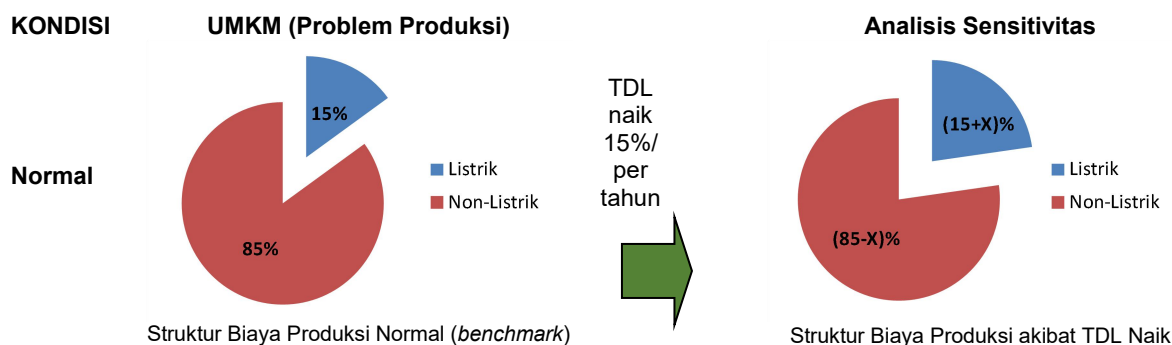 KONDISI
UMKM (Problem Produksi)
Analisis Sensitivitas
Normal
15%
85%
Listrik
Non-Listrik
Struktur Biaya Produksi Normal (benchmark)
TDL
naik
15%/
per
tahun
(15+X)%
(85-X)%
Listrik
Non-Listrik
Struktur Biaya Produksi akibat TDL Naik